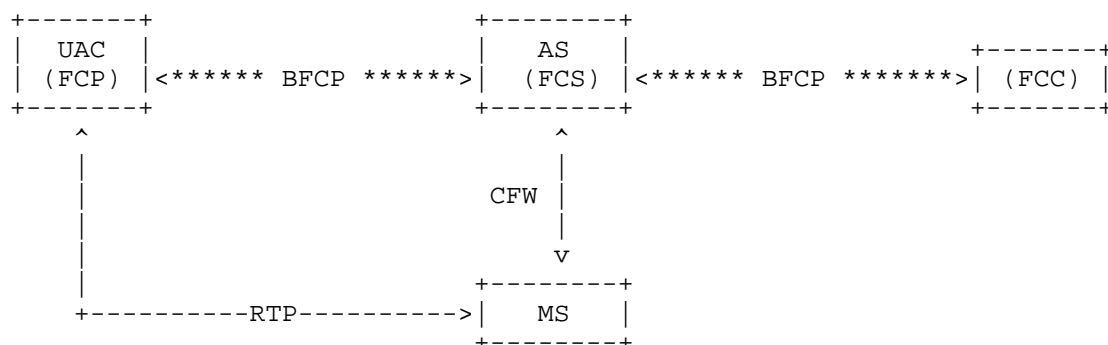 UAC AS
(FCP) <****** BFCP ******> (FCS) <****** BFCP *******> (FCC)
CFW
RTP MS